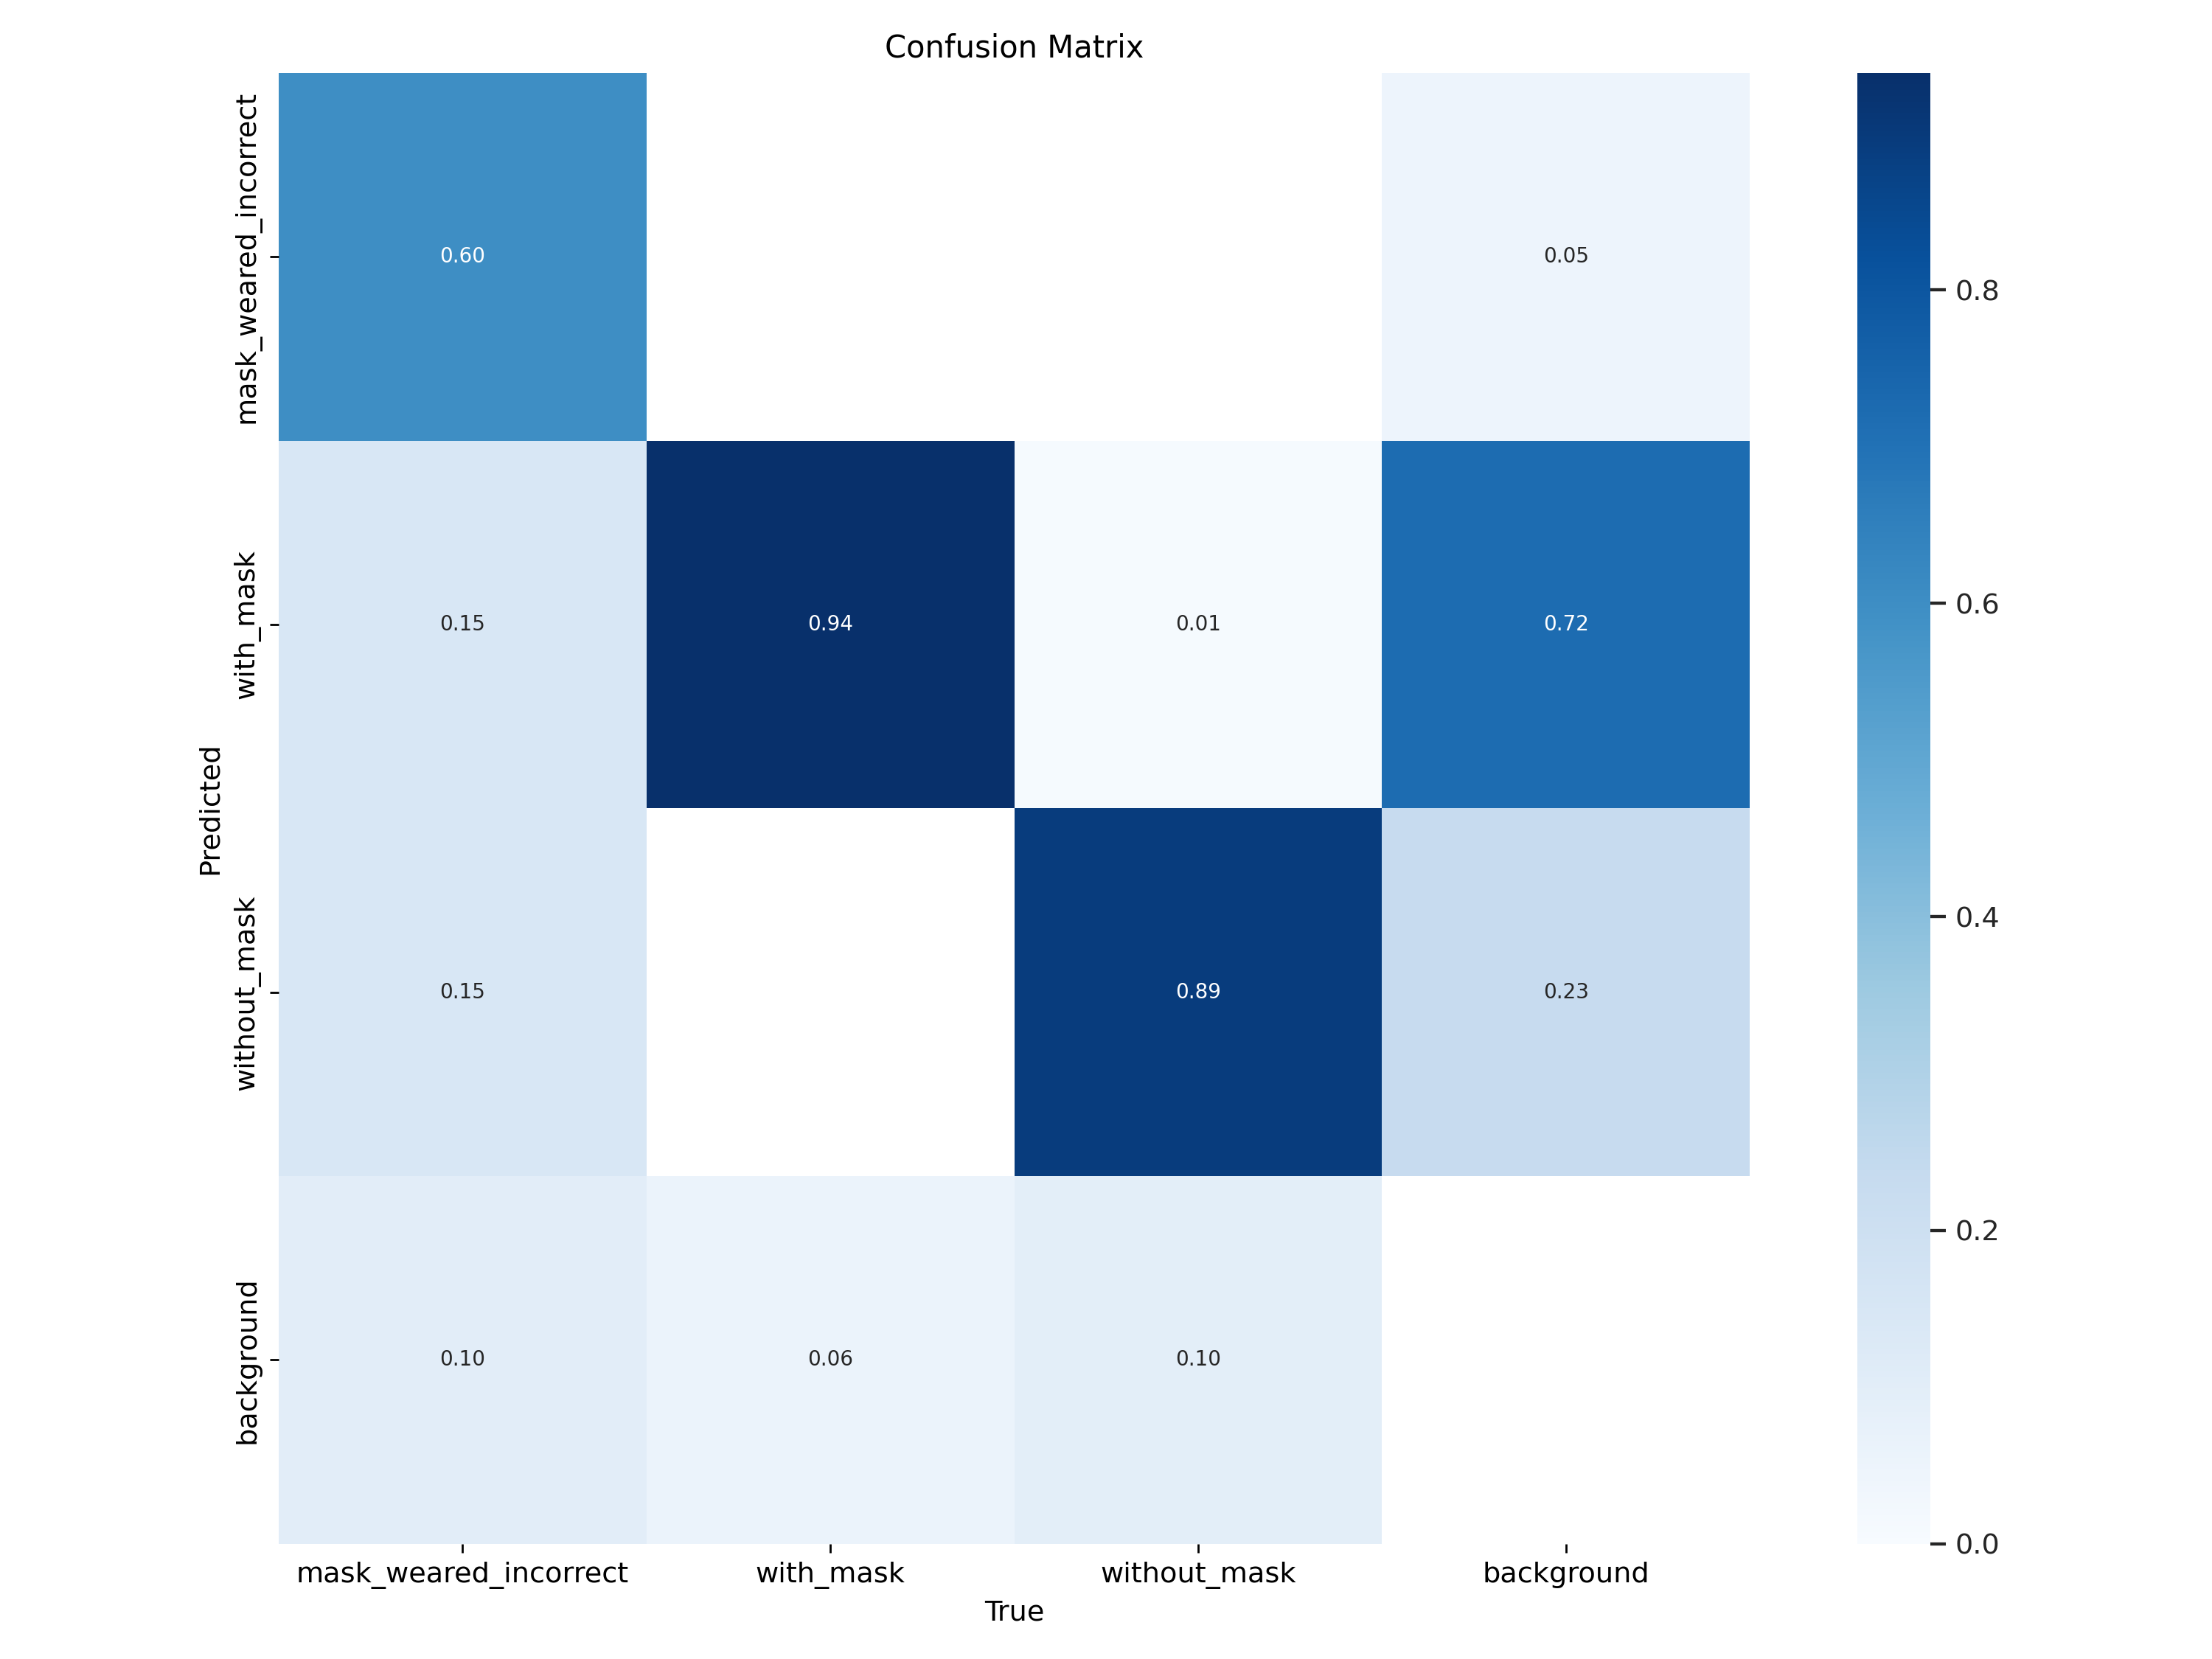 Confusion Matrix
mask_weared_incorrect
0.60
0.05
0.8
0.6
with_mask
0.15
0.94
0.01
0.72
Predicted
0.4
without_mask
0.15
0.89
0.23
0.2
background
0.10
0.06
0.10
0.0
mask_weared_incorrect
with_mask
without_mask
background
True